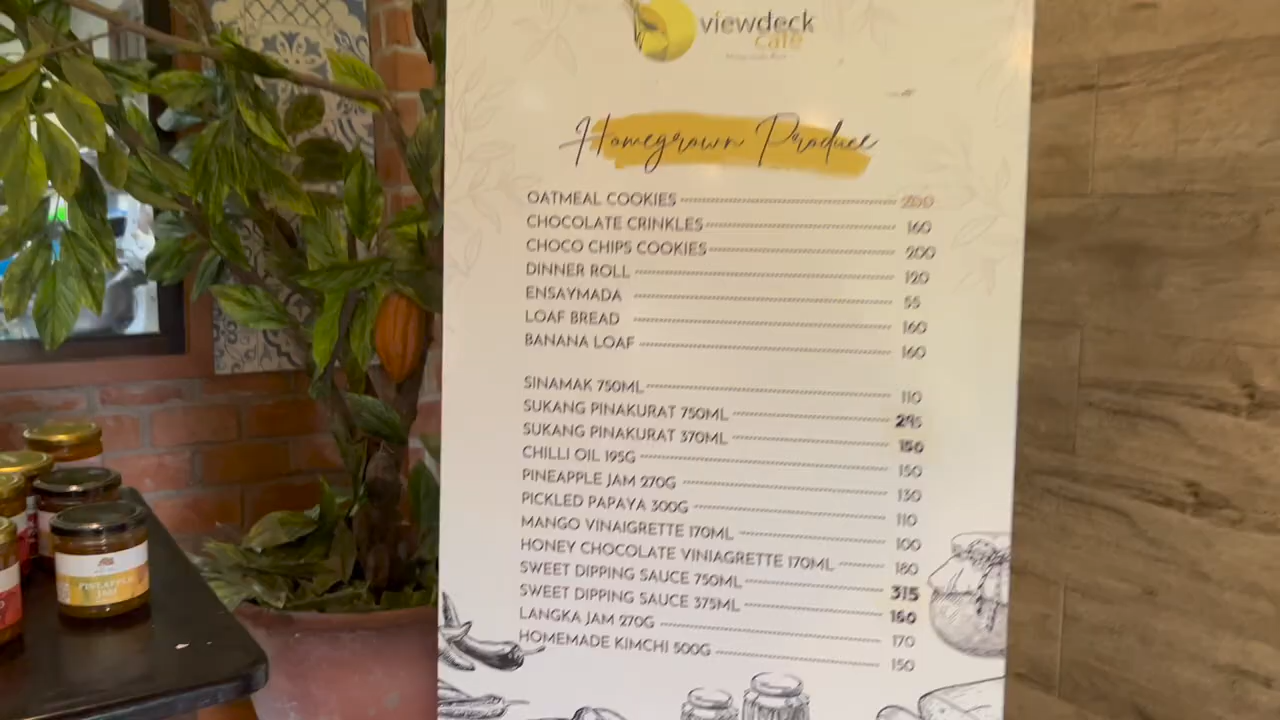 viewdeck
cafe
Homegrown Produce
OATMEAL COOKIES 200
CHOCOLATE CRINKLES 160
CHOCO CHIPS COOKIES 200
DINNER ROLL 120
ENSAYMADA 55
LOAF BREAD 160
BANANA LOAF 160
SINAMAK 750ML 110
SUKANG PINAKURAT 750ML 295
SUKANG PINAKURAT 370ML 150
CHILLI OIL 195G 150
PINEAPPLE JAM 270G 130
PICKLED PAPAYA 300G 110
MANGO VINAIGRETTE 170ML 100
HONEY CHOCOLATE VINIAGRETTE 170ML 180
SWEET DIPPING SAUCE 750ML 315
SWEET DIPPING SAUCE 375ML 160
LANGKA JAM 270G 170
HOMEMADE KIMCHI 500G 150
PINEAPPLE
JAM